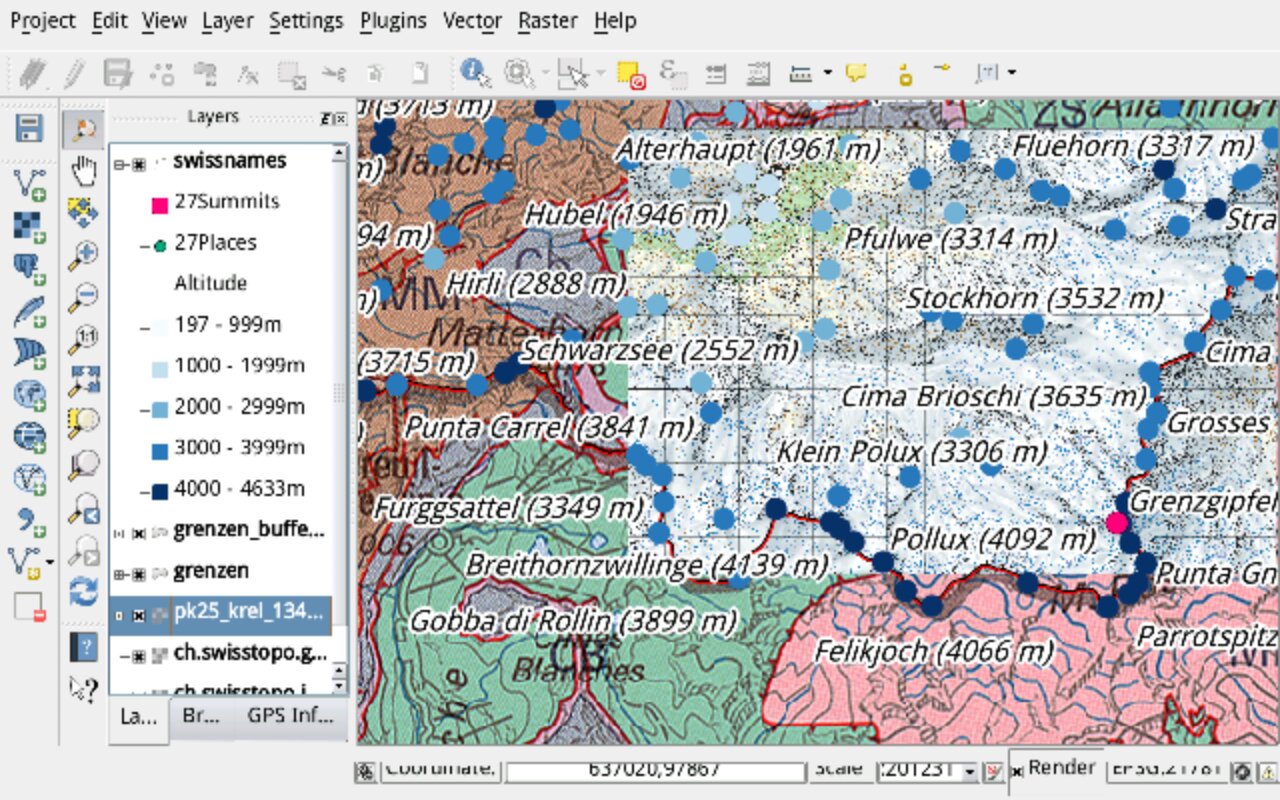 Project Edit View Layer Settings Plugins Vector Raster Help
Layers
swissnames
27Summits
27Places
Altitude
197 - 999m
1000 - 1999m
2000 - 2999m
3000 - 3999m
4000 - 4633m
grenzen_buffe...
grenzen
pk25_krel_134...
ch.swisstopo.g...
La... Br... GPS Inf...
(3713 m)
Blanche
Alterhaupt (1961 m)
Fluehorn (3317 m)
m)
Hubel (1946 m)
Stra
94 m)
Pfulwe (3314 m)
Ch
Hirli (2888 m)
MM
Stockhorn (3532 m)
Schwarzsee (2552 m)
Cima
(3715 m)
Cima Brioschi (3635 m)
Punta Carrel (3841 m)
Grosses
Klein Polux (3306 m)
Furggsattel (3349 m)
Grenzgipfel
Pollux (4092 m)
Breithornzwillinge (4139 m)
Punta Gn
Gobba di Rollin (3899 m)
Parrotspitz
Felikjoch (4066 m)
Blanches
Coordinate: 637020,97867 Scale :201231 Render EPSG:21781